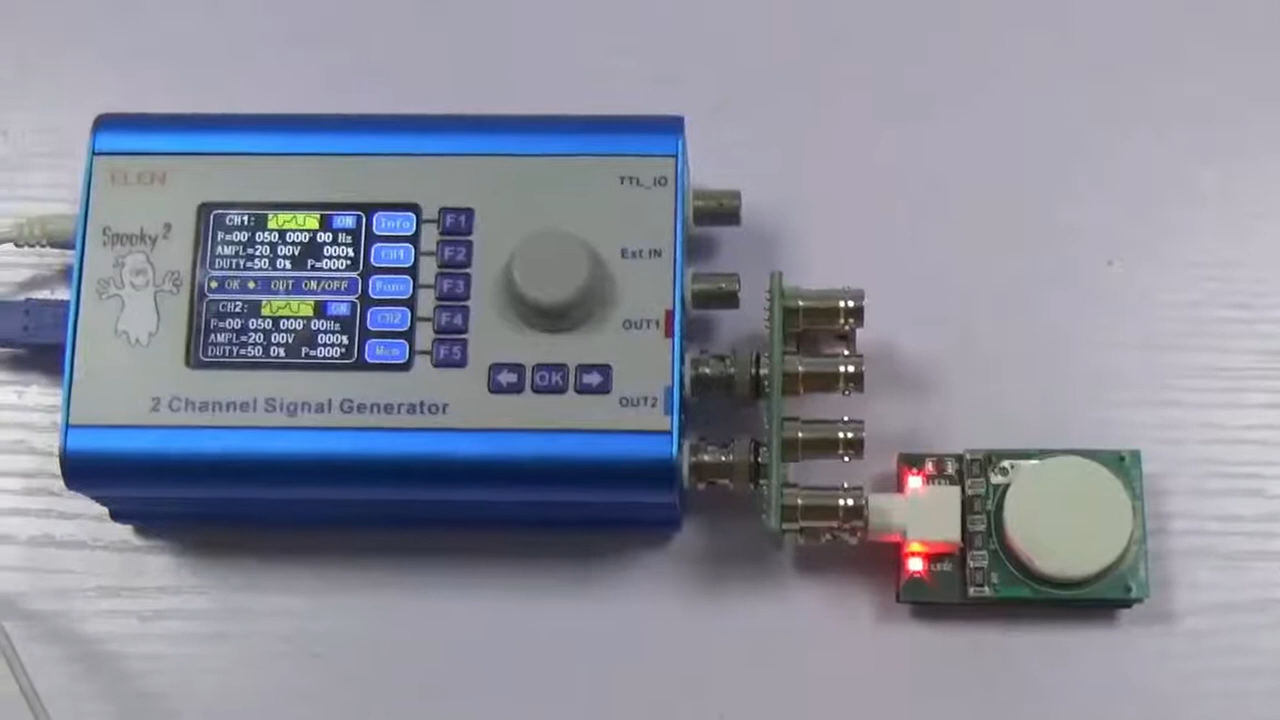 ELEN
Spooky²
CH1: ON
F=00'050,000'00 Hz
AMPL=20.00V 000%
DUTY=50.0% P=000°
OK : OUT ON/OFF
CH2: ON
F=00'050,000'00Hz
AMPL=20.00V 000%
DUTY=50.0% P=000°
Info
CH1
Func
CH2
Mem
F1
F2
F3
F4
F5
OK
TTL_IO
Ext.IN
OUT1
OUT2
2 Channel Signal Generator